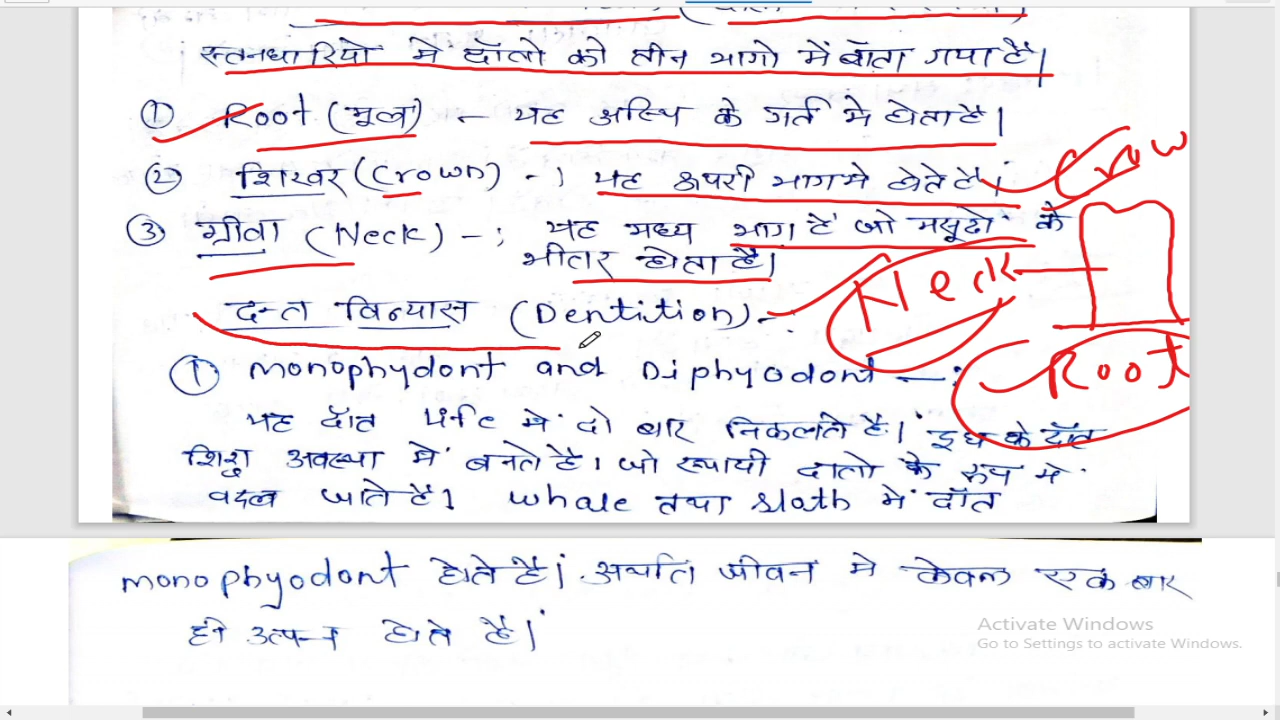 स्तनधारियो मे दाँतो को तीन भागो में बाँटा गया है।
① Root (मूल) - यह अस्थि के गर्त मे होता है।
② शिखर (Crown) -: यह ऊपरी भाग मे होते है।
Crow
③ ग्रीवा (Neck) -: यह मध्य भाग है जो मसूढो के
भीतर होता है।
Neck
दन्त विन्यास (Dentition) -:
Root
① monophydont and Diphyodont -:
यह दाँत में दो बार निकलते है। के दाँत
शिशु अवस्था में बनते है। जो स्थायी दातो के रूप मे
बदल जाते है। Whale तथा Sloth में दाँत
monophyodont होते है। अर्थात जीवन मे केवल एक बार
ही उत्पन्न होते है।
Activate Windows
Go to Settings to activate Windows.